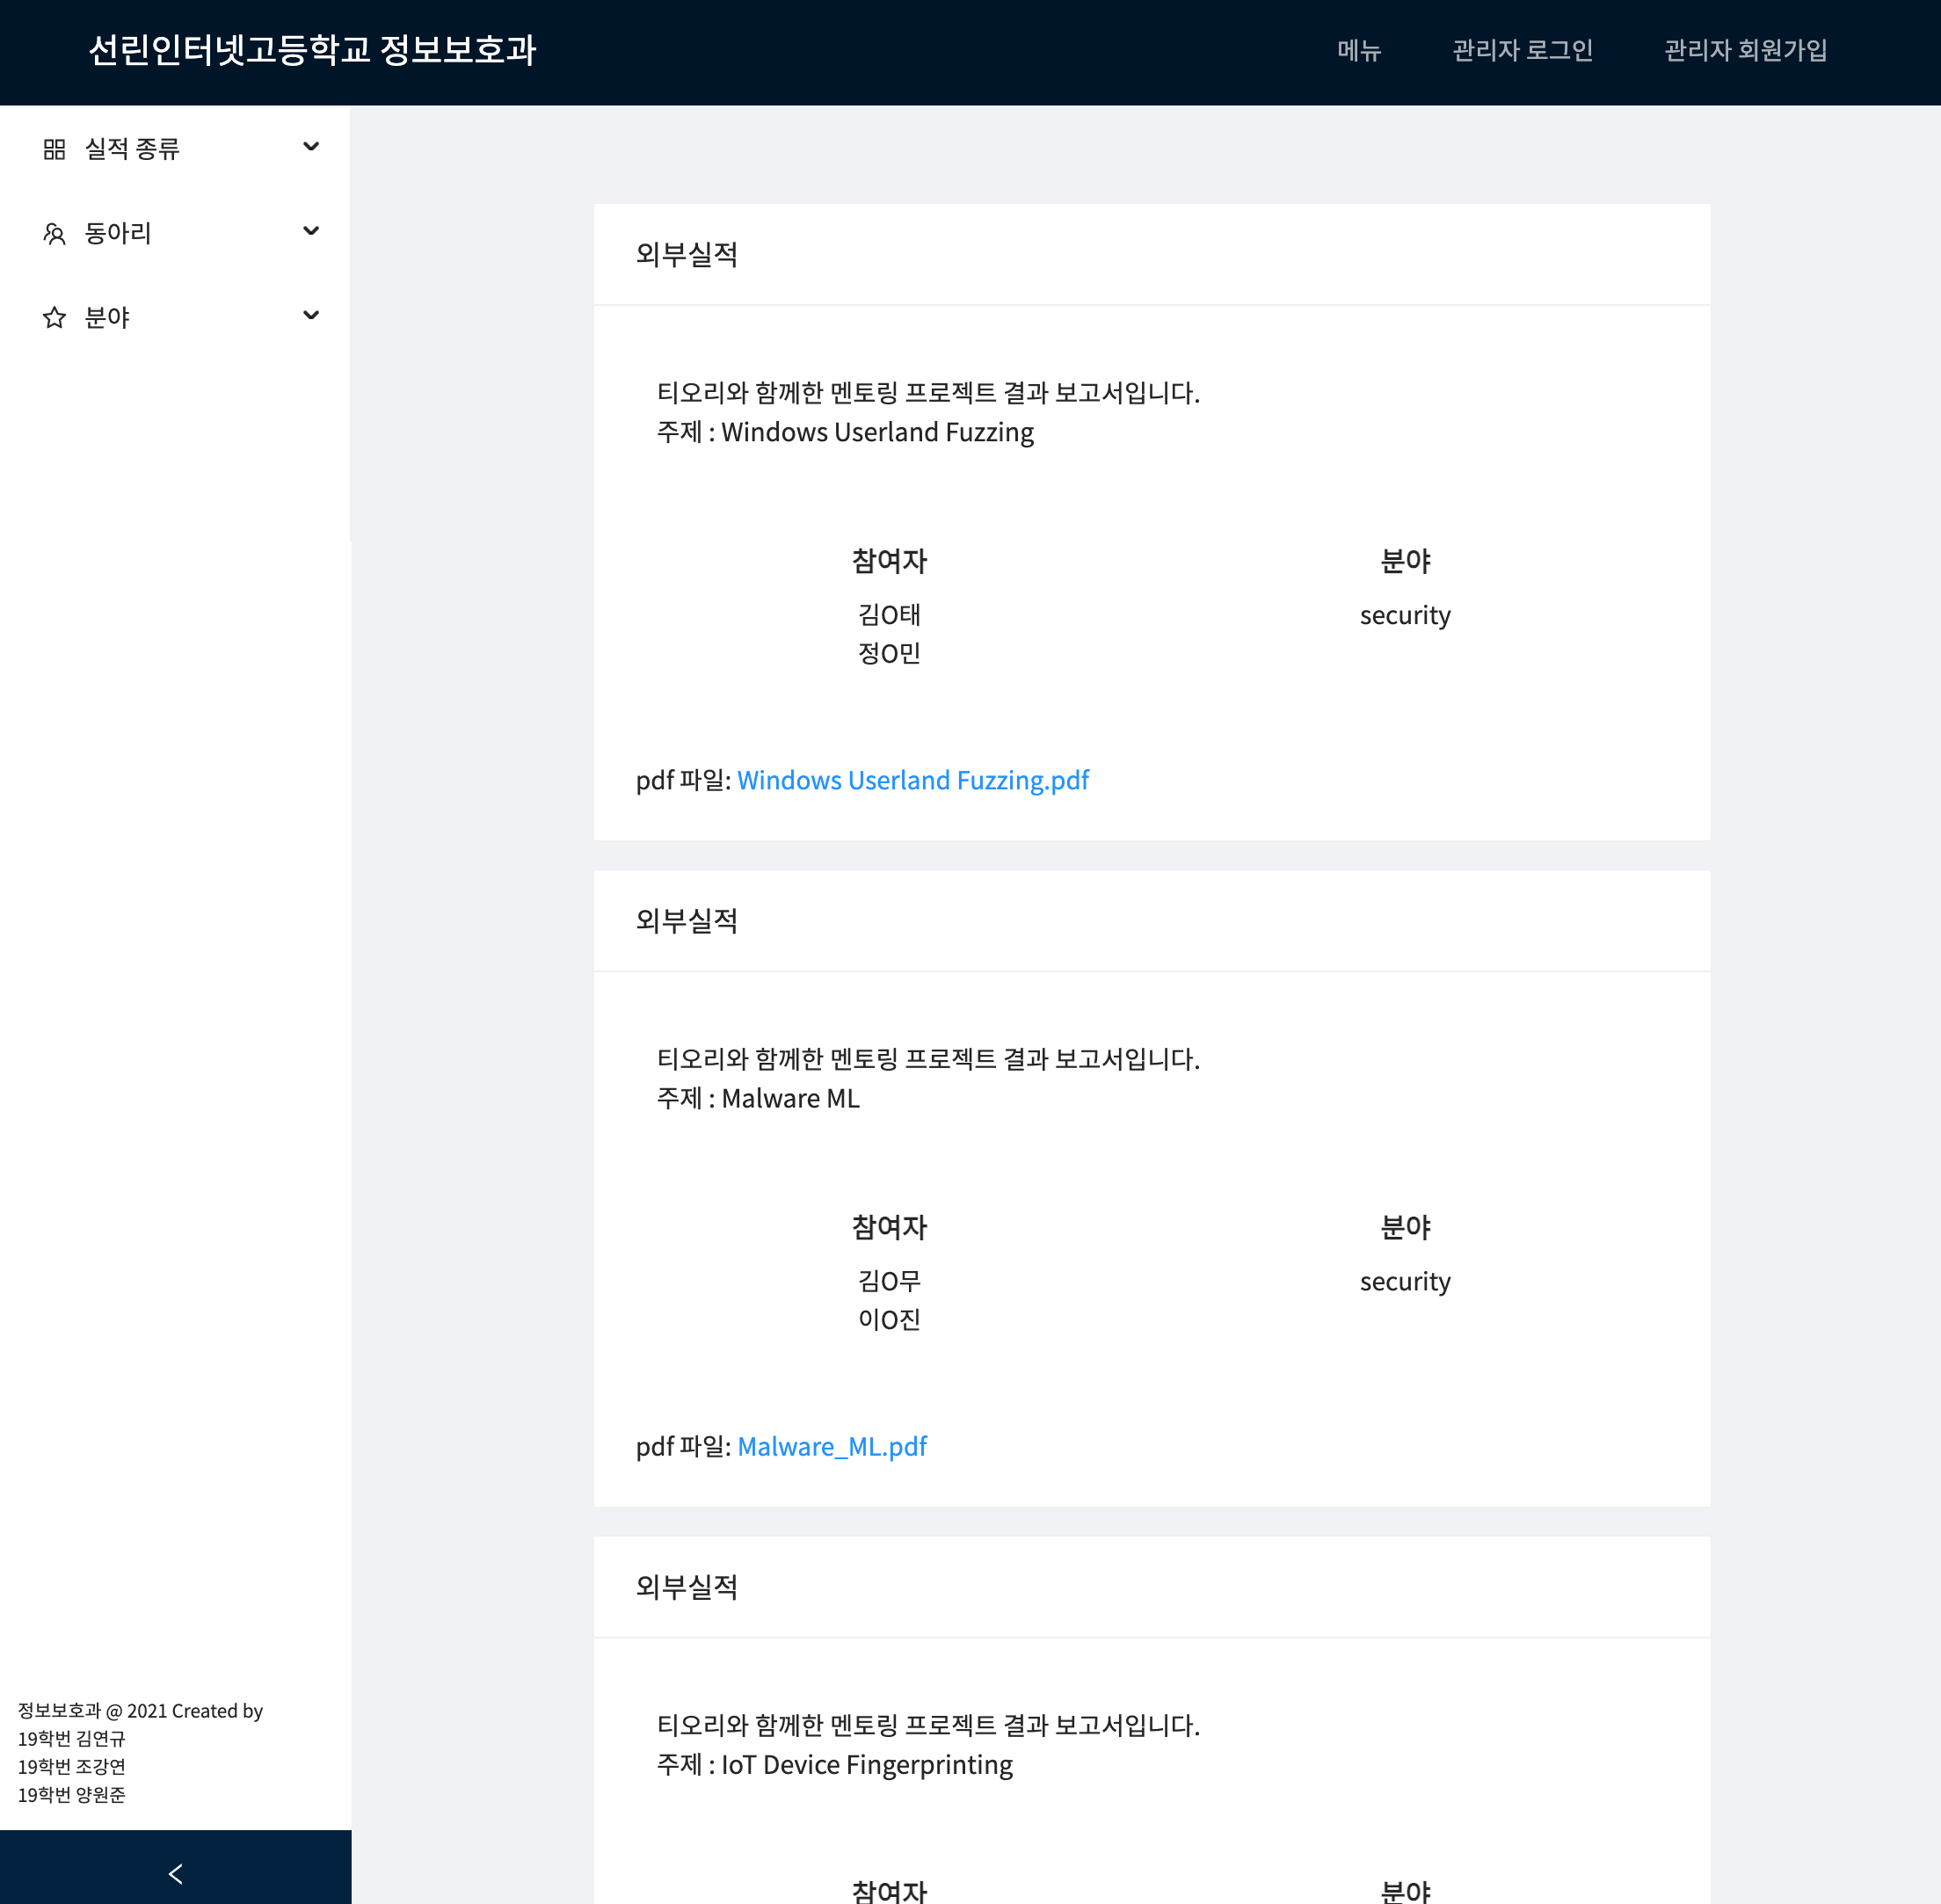 선린인터넷고등학교 정보보호과
메뉴
관리자 로그인
관리자 회원가입
실적 종류
동아리
분야
외부실적
티오리와 함께한 멘토링 프로젝트 결과 보고서입니다.
주제 : Windows Userland Fuzzing
참여자
분야
김O태
security
정O민
pdf 파일: Windows Userland Fuzzing.pdf
외부실적
티오리와 함께한 멘토링 프로젝트 결과 보고서입니다.
주제 : Malware ML
참여자
분야
김O무
security
이O진
pdf 파일: Malware_ML.pdf
외부실적
티오리와 함께한 멘토링 프로젝트 결과 보고서입니다.
주제 : IoT Device Fingerprinting
참여자
분야
정보보호과 @ 2021 Created by
19학번 김연규
19학번 조강연
19학번 양원준